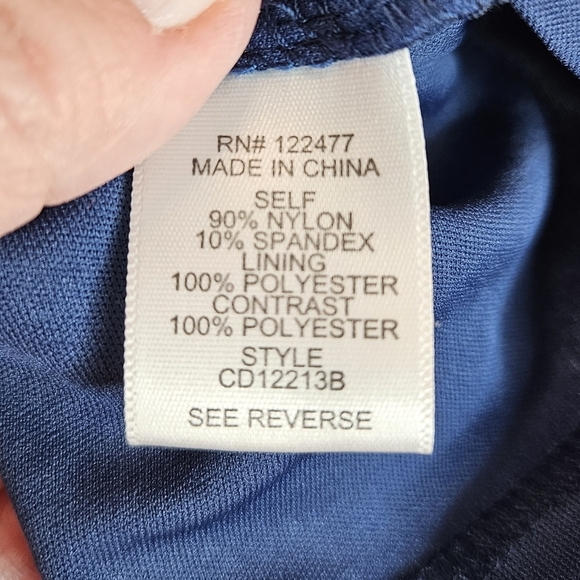 RN# 122477
MADE IN CHINA
SELF
90% NYLON
10% SPANDEX
LINING
100% POLYESTER
CONTRAST
100% POLYESTER
STYLE
CD12213B
SEE REVERSE